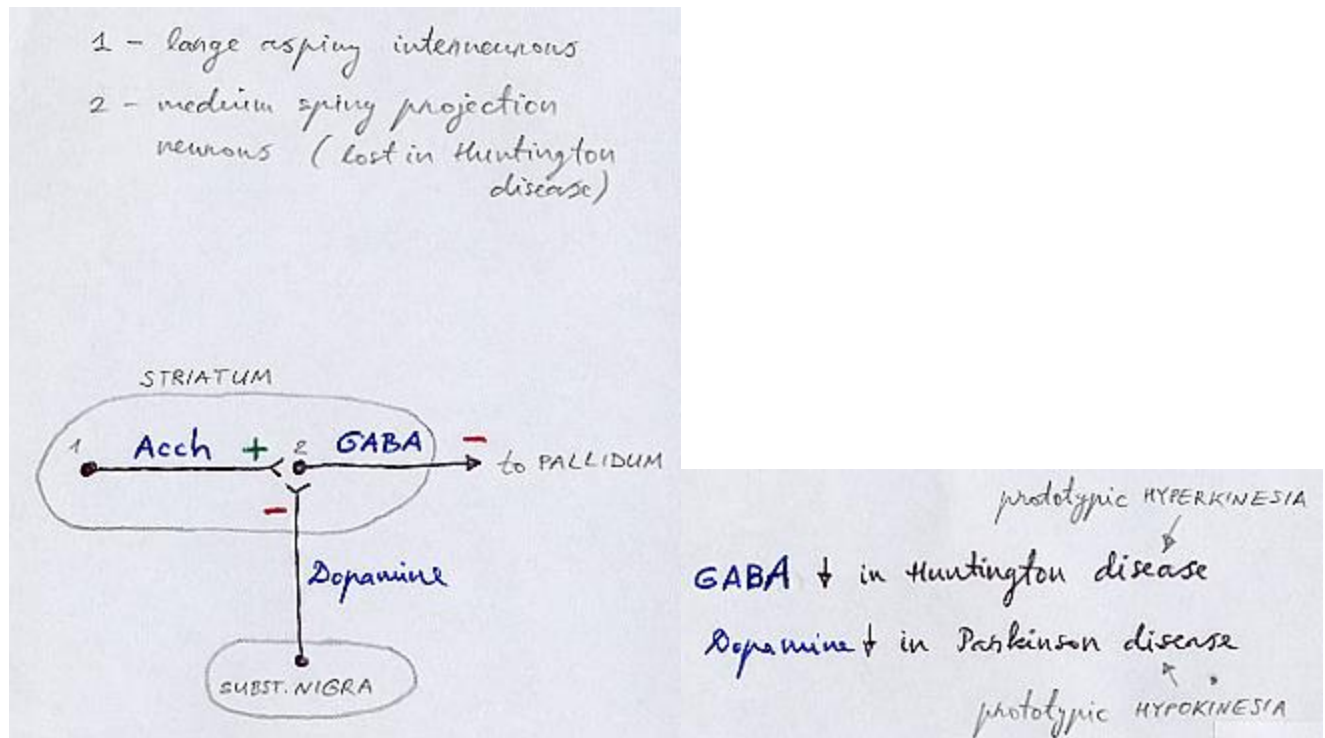 1 - large aspiny interneurons
2 - medium spiny projection
neurons (lost in Huntington
disease)
STRIATUM
1 Acch + 2 GABA -
to PALLIDUM
-
Dopamine
SUBST. NIGRA
prototypic HYPERKINESIA
GABA ↓ in Huntington disease
Dopamine ↓ in Parkinson disease
prototypic HYPOKINESIA